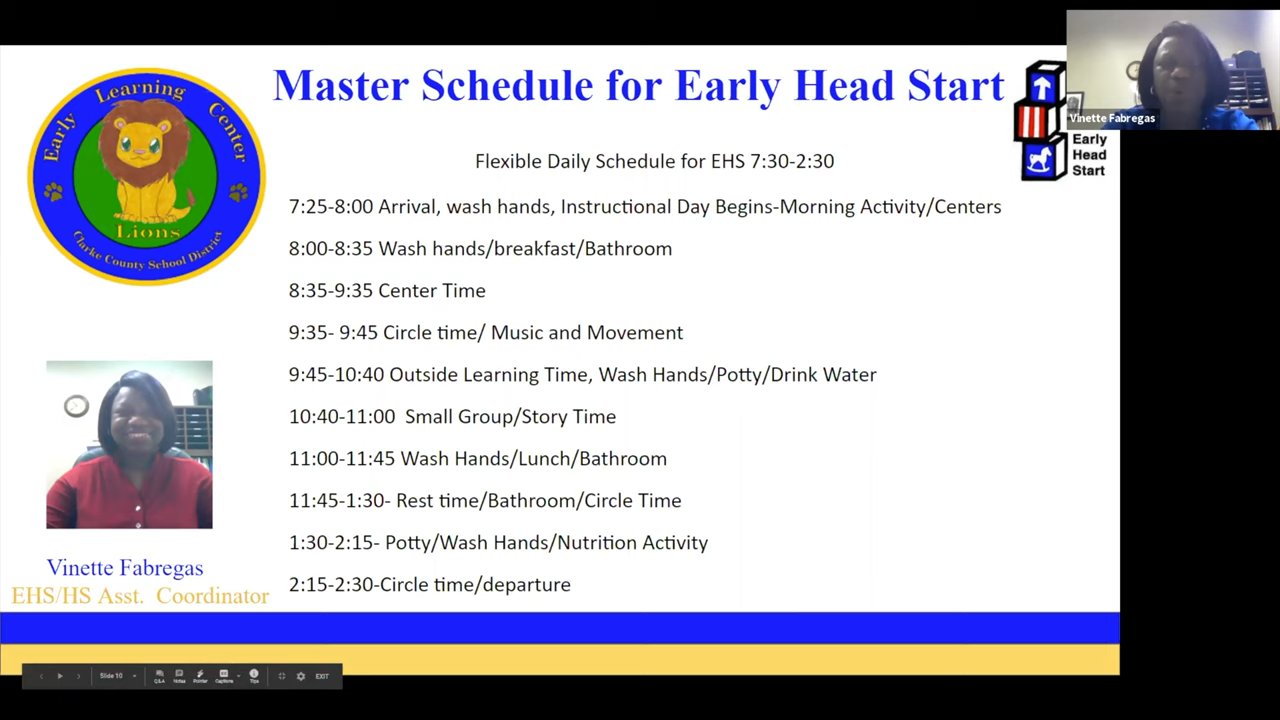 Master Schedule for Early Head Start
Vinette Fabregas
Early
Head
Start
Early Learning Center
Lions
Clarke County School District
Flexible Daily Schedule for EHS 7:30-2:30
7:25-8:00 Arrival, wash hands, Instructional Day Begins-Morning Activity/Centers
8:00-8:35 Wash hands/breakfast/Bathroom
8:35-9:35 Center Time
9:35- 9:45 Circle time/ Music and Movement
9:45-10:40 Outside Learning Time, Wash Hands/Potty/Drink Water
10:40-11:00 Small Group/Story Time
11:00-11:45 Wash Hands/Lunch/Bathroom
11:45-1:30- Rest time/Bathroom/Circle Time
1:30-2:15- Potty/Wash Hands/Nutrition Activity
2:15-2:30-Circle time/departure
Vinette Fabregas
EHS/HS Asst. Coordinator
Slide 10
Q&A
Notes
Pointer
Captions
Tips
EXIT